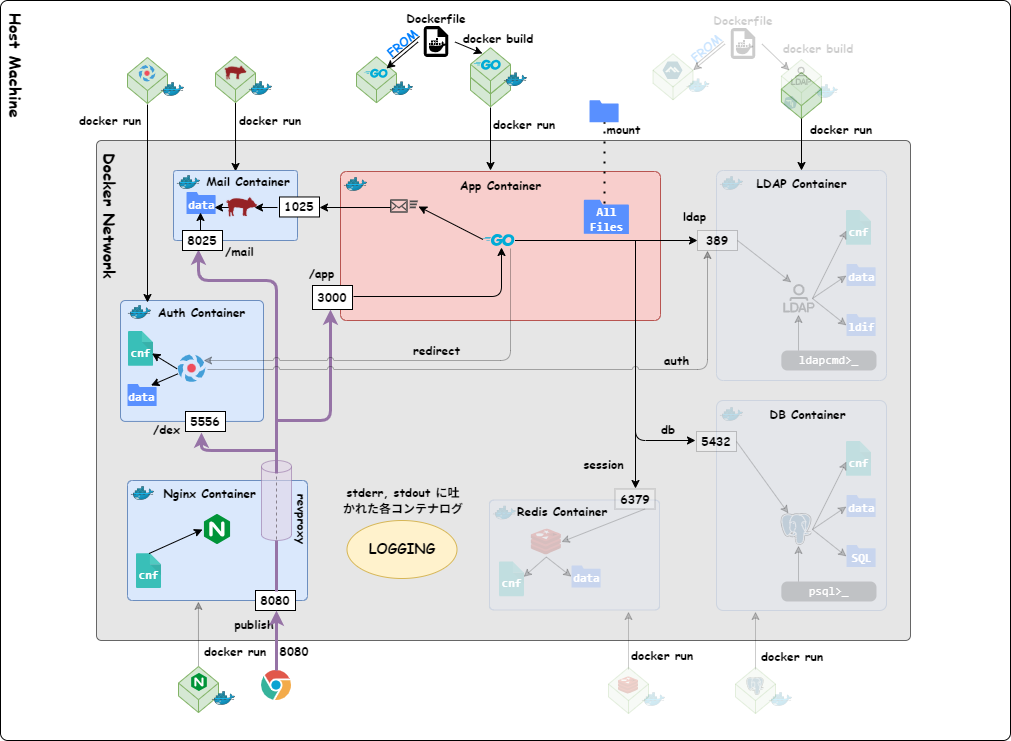 Host Machine
Dockerfile
FROM
docker build
GO
GO
Dockerfile
FROM
docker build
LDAP
docker run
docker run
docker run
mount
docker run
Docker Network
Mail Container
data
1025
8025
/mail
App Container
All
Files
GO
/app
3000
ldap
389
LDAP Container
cnf
data
ldif
LDAP
ldapcmd>_
Auth Container
cnf
data
redirect
auth
5556
/dex
db
5432
DB Container
cnf
data
SQL
psql>_
session
6379
Redis Container
cnf
data
Nginx Container
revproxy
N
cnf
8080
publish
stderr, stdout に吐
かれた各コンテナログ
LOGGING
docker run
8080
N
docker run
docker run